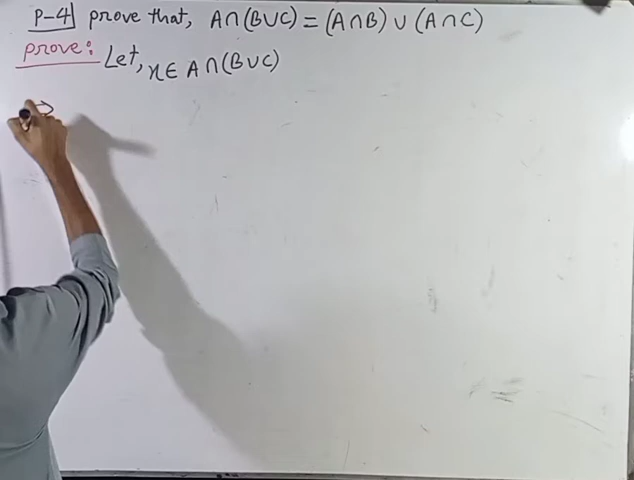 P-4 prove that, A∩(B∪C) = (A∩B) ∪ (A∩C)
prove: Let, x∈ A∩(B∪C)
⇒